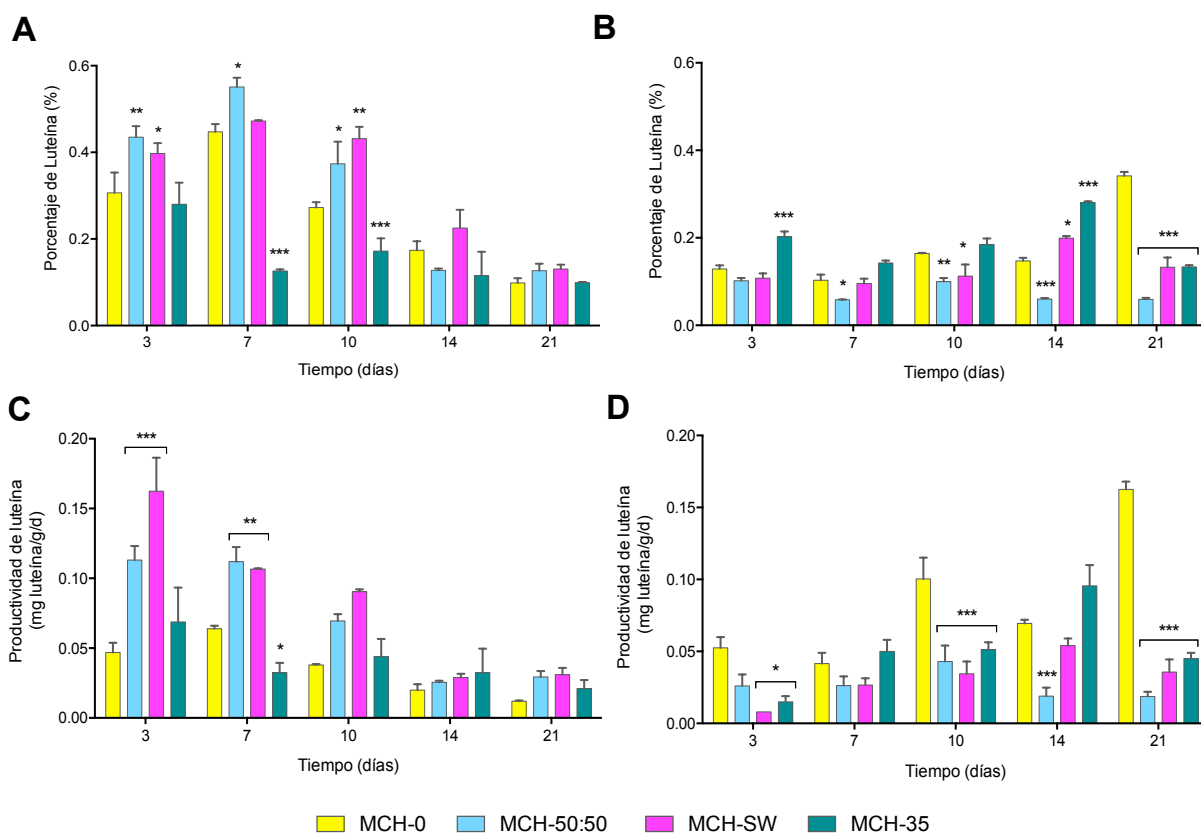 A
Porcentaje de Luteína (%)
0.6
0.4
0.2
0.0
** * * *** * ** ***
3 7 10 14 21
Tiempo (días)
B
Porcentaje de Luteína (%)
0.6
0.4
0.2
0.0
*** * ** * *** * *** ***
3 7 10 14 21
Tiempo (días)
C
Productividad de luteína
(mg luteína/g/d)
0.20
0.15
0.10
0.05
0.00
*** ** *
3 7 10 14 21
Tiempo (días)
D
Productividad de luteína
(mg luteína/g/d)
0.20
0.15
0.10
0.05
0.00
* *** *** ***
3 7 10 14 21
Tiempo (días)
MCH-0 MCH-50:50 MCH-SW MCH-35